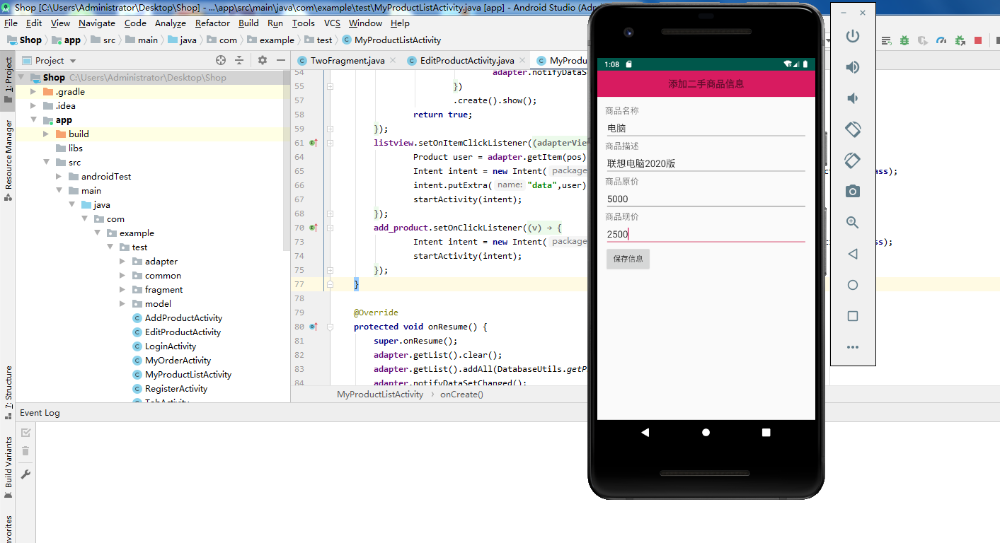 Shop [C:\Users\Administrator\Desktop\Shop] - ...\app\src\main\java\com\example\test\MyProductListActivity.java [app] - Android Studio
File Edit View Navigate Code Analyze Refactor Build Run Tools VCS Window Help
Shop app src main java com example test MyProductListActivity
1: Project
Resource Manager
7: Structure
Build Variants
Project
Shop C:\Users\Administrator\Desktop\Shop
.gradle
.idea
app
build
libs
src
androidTest
main
java
com
example
test
adapter
common
fragment
model
AddProductActivity
EditProductActivity
LoginActivity
MyOrderActivity
MyProductListActivity
RegisterActivity
TabActivity
TwoFragment.java EditProductActivity.java MyProdu
54 adapter.notifyDataS
55 })
57 .create().show();
58 return true;
59 });
61 listview.setOnItemClickListener((adapterVie
64 Product user = adapter.getItem(pos)
65 Intent intent = new Intent( package
66 intent.putExtra( name: "data",user)
67 startActivity(intent);
68 });
70 add_product.setOnClickListener((v) → {
73 Intent intent = new Intent( package
74 startActivity(intent);
75 });
77 }
78
79 @Override
80 protected void onResume() {
81 super.onResume();
82 adapter.getList().clear();
83 adapter.getList().addAll(DatabaseUtils.getP
84 adapter.notifyDataSetChanged();
ass);
ass);
MyProductListActivity › onCreate()
Event Log
1:08
添加二手商品信息
商品名称
电脑
商品描述
联想电脑2020版
商品原价
5000
商品现价
2500
保存信息